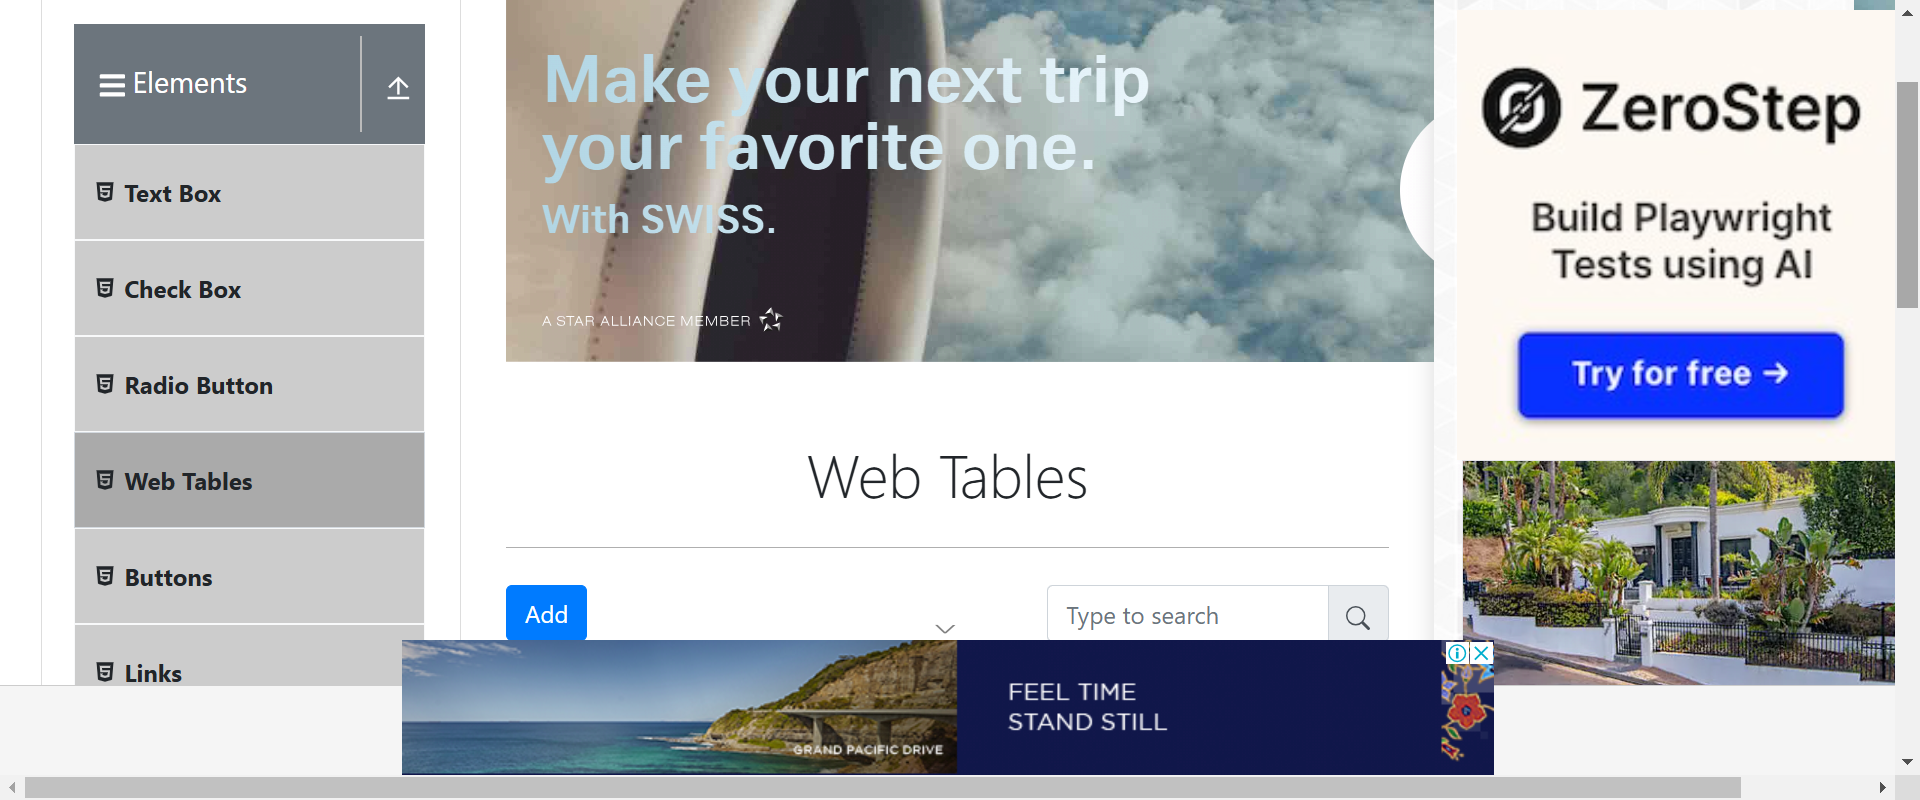 Elements
Text Box
Check Box
Radio Button
Web Tables
Buttons
Links
Make your next trip
your favorite one.
With SWISS.
A STAR ALLIANCE MEMBER
Web Tables
Add
Type to search
GRAND PACIFIC DRIVE
FEEL TIME
STAND STILL
ZeroStep
Build Playwright
Tests using AI
Try for free →